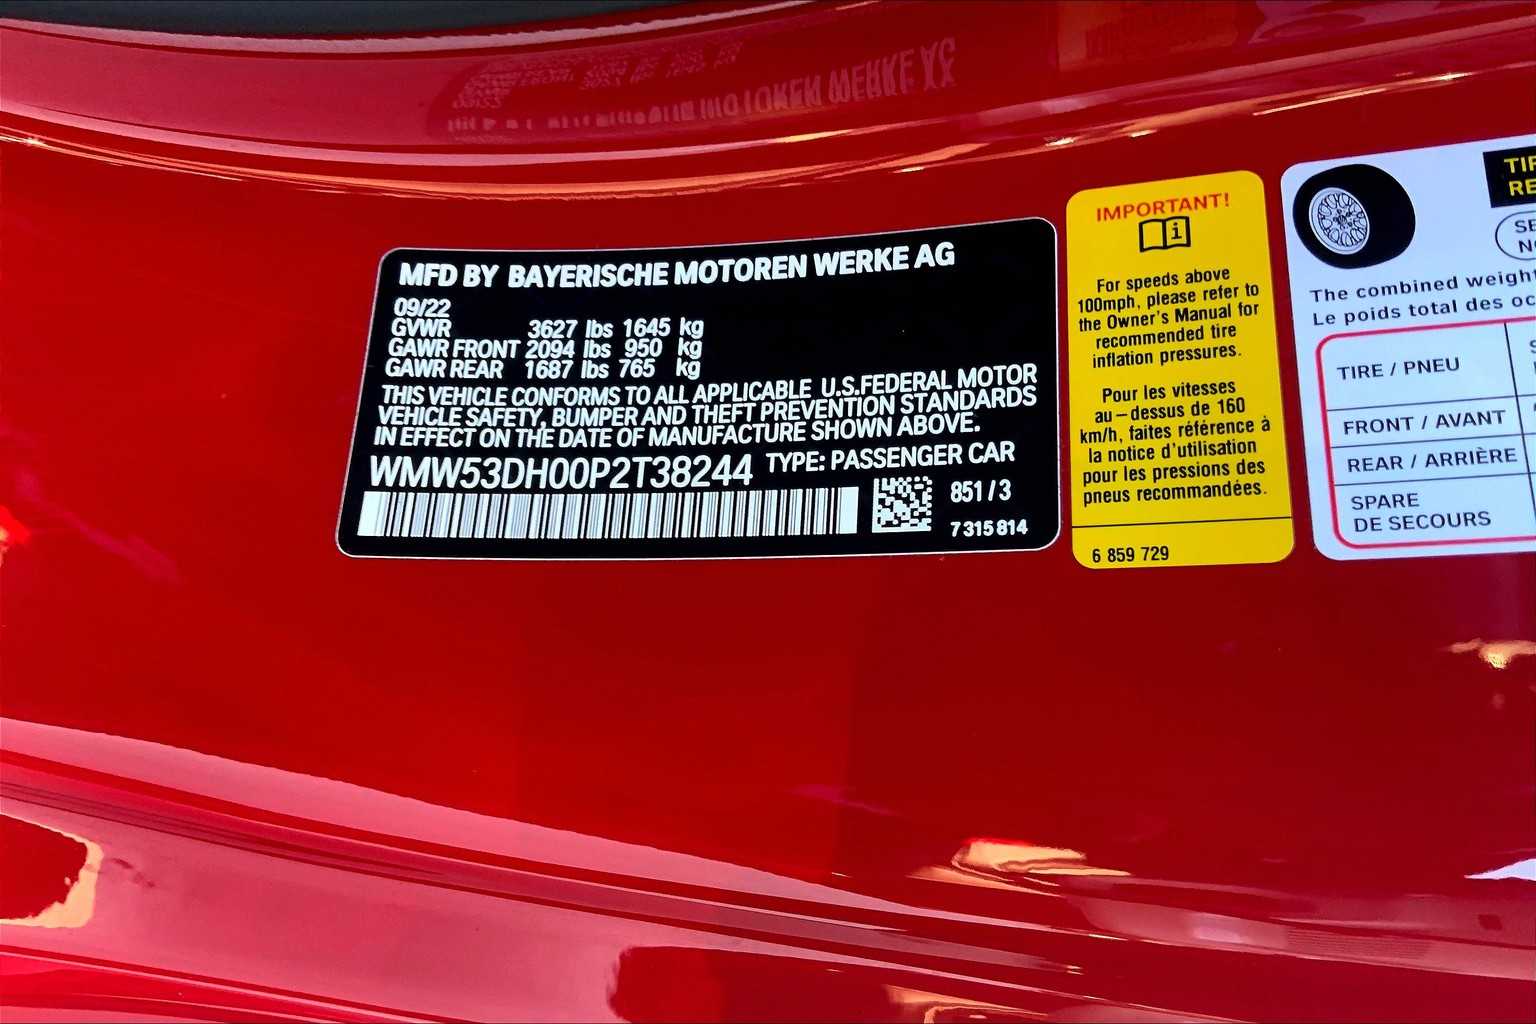 MFD BY BAYERISCHE MOTOREN WERKE AG
09/22
GVWR 3627 lbs 1645 kg
GAWR FRONT 2094 lbs 950 kg
GAWR REAR 1687 lbs 765 kg
THIS VEHICLE CONFORMS TO ALL APPLICABLE U.S.FEDERAL MOTOR
VEHICLE SAFETY, BUMPER AND THEFT PREVENTION STANDARDS
IN EFFECT ON THE DATE OF MANUFACTURE SHOWN ABOVE.
WMW53DH00P2T38244 TYPE: PASSENGER CAR
851 / 3
7 315 814
IMPORTANT!
i
For speeds above
100mph, please refer to
the Owner's Manual for
recommended tire
inflation pressures.
Pour les vitesses
au – dessus de 160
km/h, faites référence à
la notice d'utilisation
pour les pressions des
pneus recommandées.
6 859 729
The combined weight
Le poids total des
TIRE / PNEU
FRONT / AVANT
REAR / ARRIÈRE
SPARE
DE SECOURS